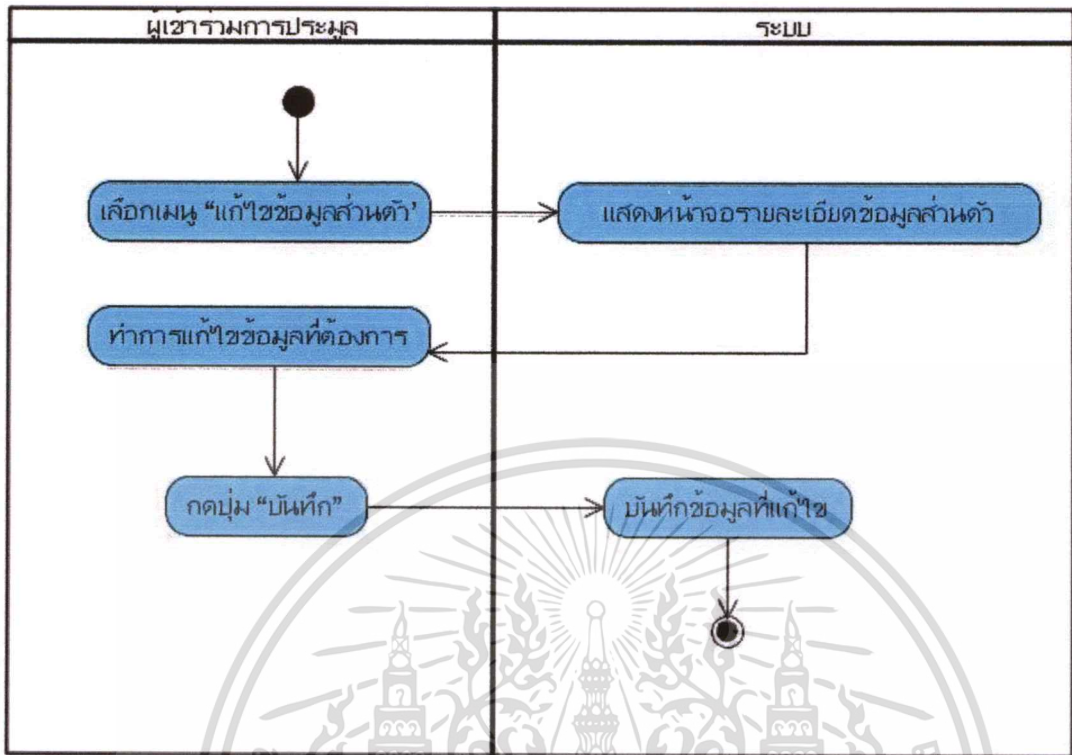 ผู้เข้าร่วมการประมูล
ระบบ
เลือกเมนู "แก้ไขข้อมูลส่วนตัว'
แสดงหน้าจอรายละเอียดข้อมูลส่วนตัว
ทำการแก้ไขข้อมูลที่ต้องการ
กดปุ่ม "บันทึก"
บันทึกข้อมูลที่แก้ไข